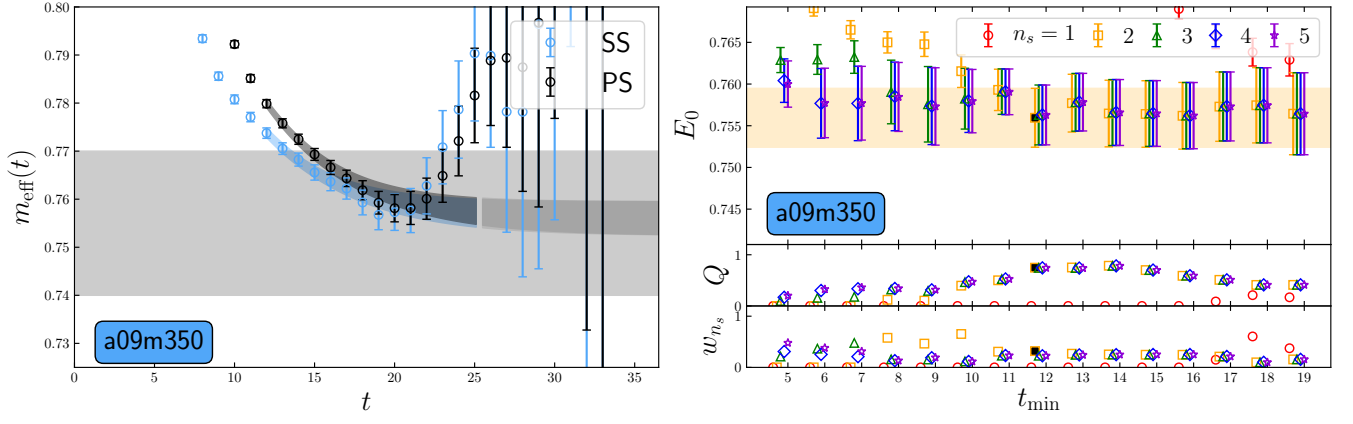 0.80
0.79
0.78
0.77
0.76
0.75
0.74
0.73
m_eff(t)
SS
PS
a09m350
0 5 10 15 20 25 30 35
t
0.765
0.760
0.755
0.750
0.745
E_0
n_s = 1 2 3 4 5
a09m350
1
0
Q
1
0
w_{n_s}
5 6 7 8 9 10 11 12 13 14 15 16 17 18 19
t_min